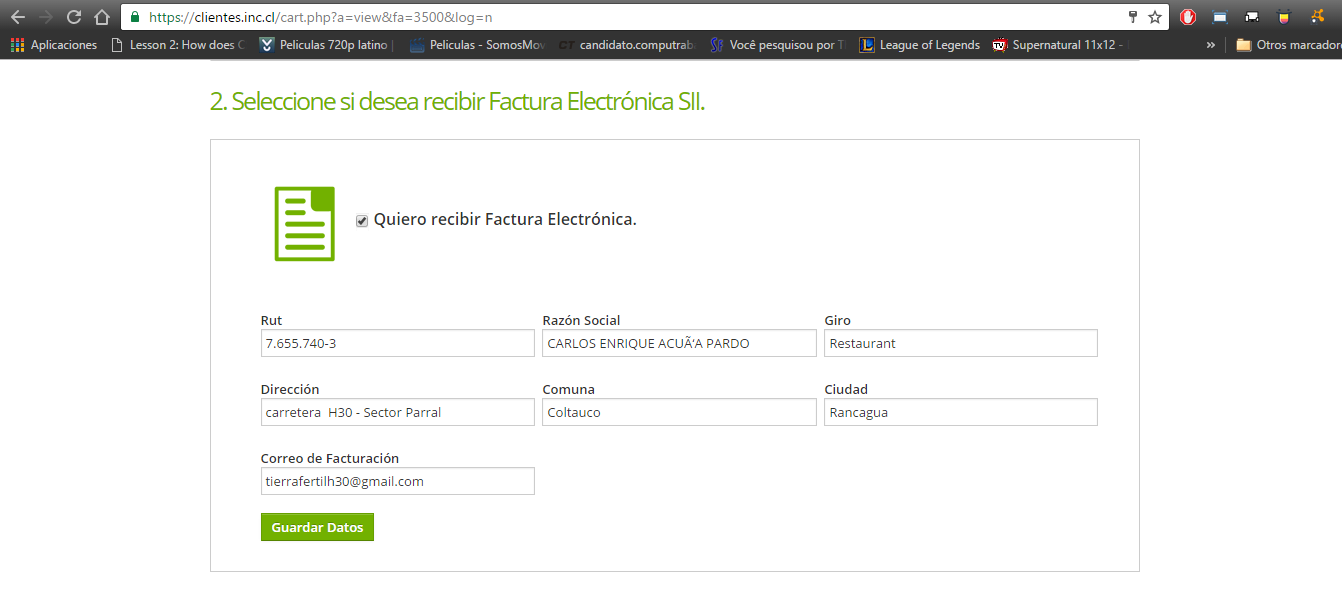 https://clientes.inc.cl/cart.php?a=view&fa=3500&log=n
Aplicaciones Lesson 2: How does C Peliculas 720p latino Peliculas - SomosMov CT candidato.computrab Você pesquisou por T League of Legends Supernatural 11x12 - » Otros marcadore
2. Seleccione si desea recibir Factura Electrónica SII.
Quiero recibir Factura Electrónica.
Rut Razón Social Giro
7.655.740-3 CARLOS ENRIQUE ACUÃ‘A PARDO Restaurant
Dirección Comuna Ciudad
carretera H30 - Sector Parral Coltauco Rancagua
Correo de Facturación
tierrafertilh30@gmail.com
Guardar Datos